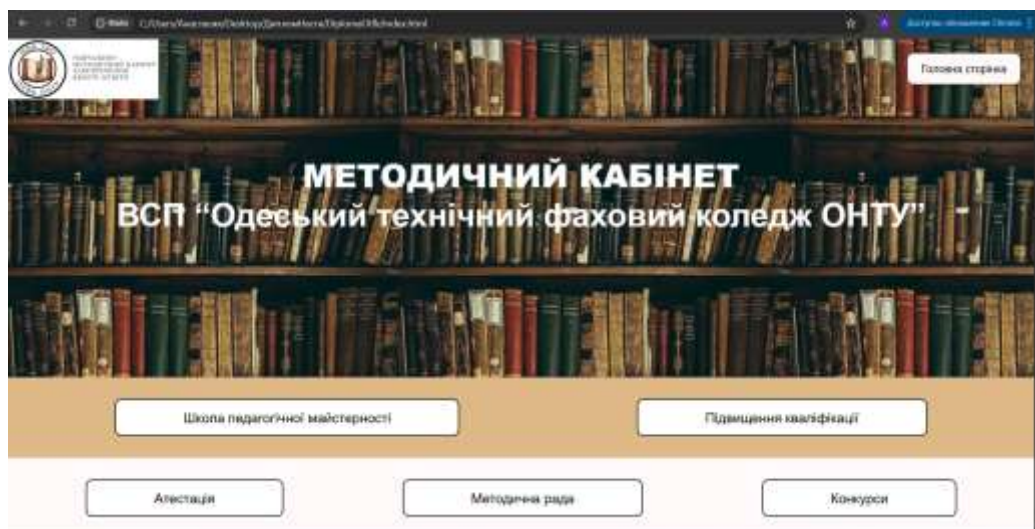 Головна сторінка
МЕТОДИЧНИЙ КАБІНЕТ
ВСП “Одеський технічний фаховий коледж ОНТУ”
Школа педагогічної майстерності
Підвищення кваліфікації
Атестація
Методична рада
Конкурси